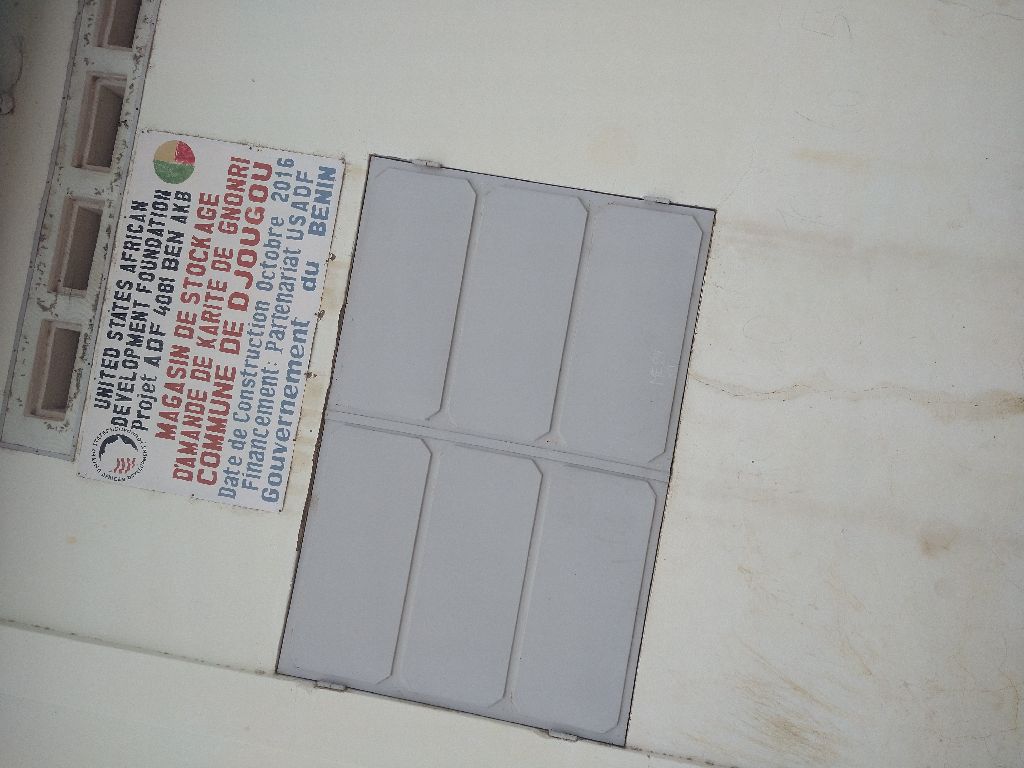 UNITED STATES AFRICAN
DEVELOPMENT FOUNDATION
Projet ADF 4081 BEN AKB
MAGASIN DE STOCKAGE
D'AMANDE DE KARITE DE GNONRI
COMMUNE DE DJOUGOU
Date de Construction Octobre 2016
Financement: Partenariat USADF
Gouvernement du BENIN